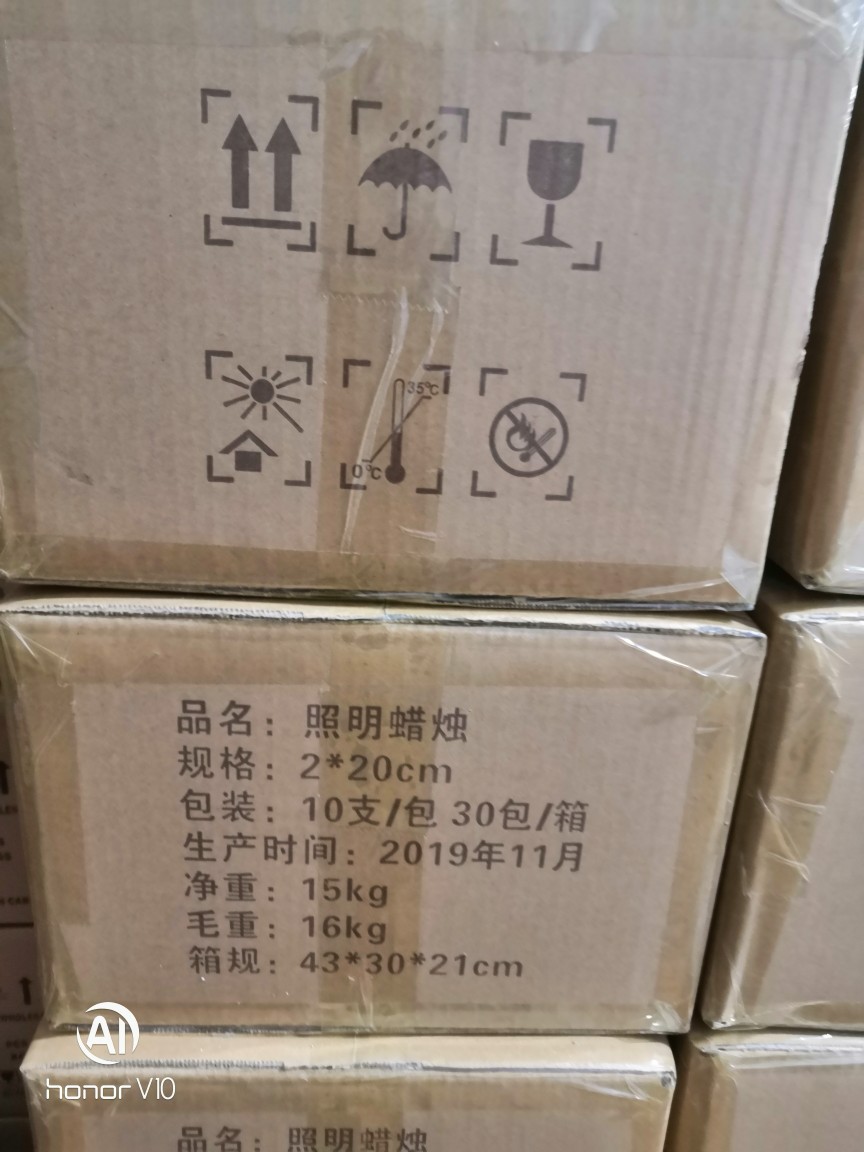 35℃
0℃
品名：照明蜡烛
规格：2*20cm
包装：10支/包 30包/箱
生产时间：2019年11月
净重：15kg
毛重：16kg
箱规：43*30*21cm
AI
honor V10
品名：照明蜡烛